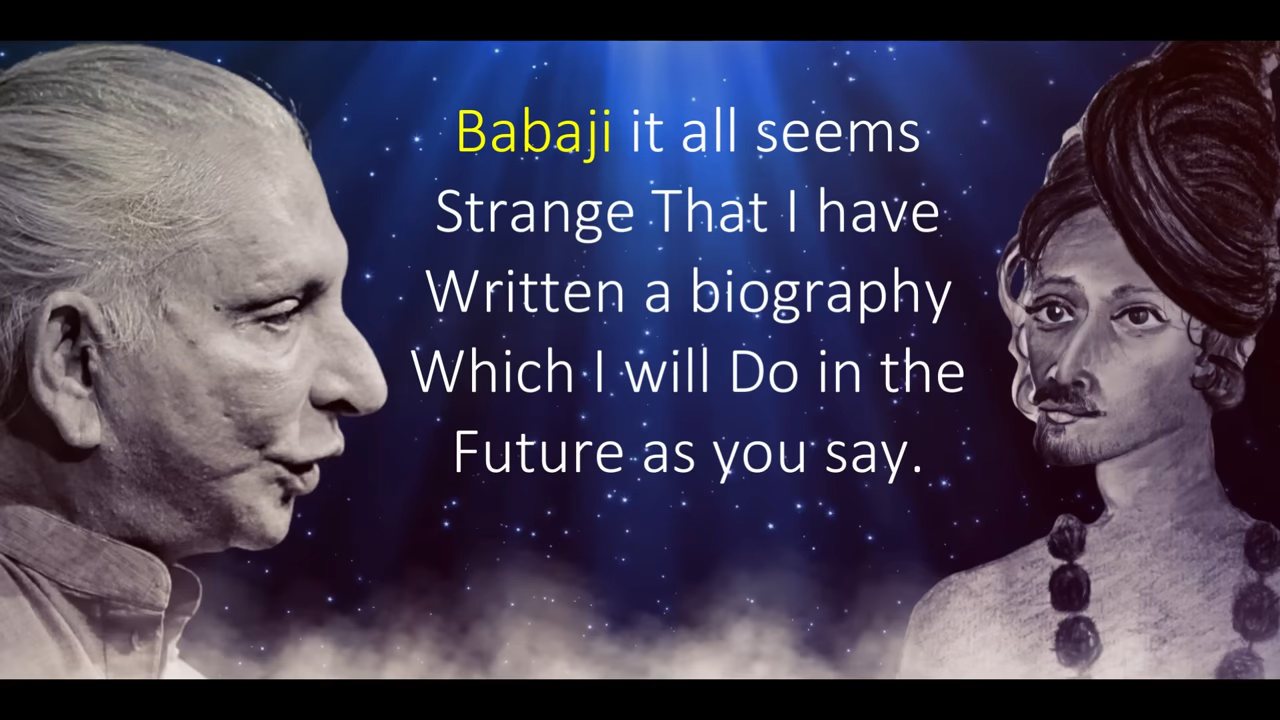 Babaji it all seems
Strange That I have
Written a biography
Which I will Do in the
Future as you say.